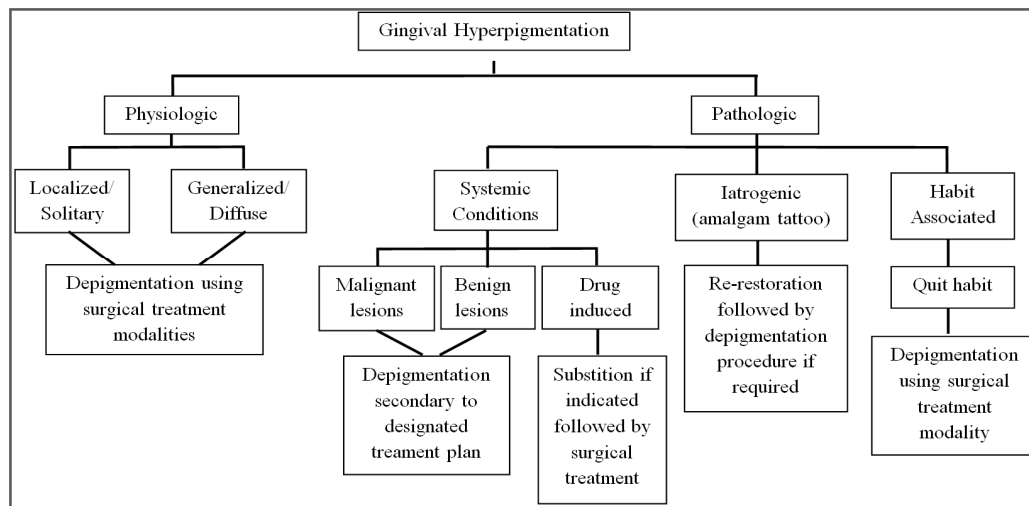 Gingival Hyperpigmentation
Physiologic
Pathologic
Localized/
Solitary
Generalized/
Diffuse
Depigmentation using
surgical treatment
modalities
Systemic
Conditions
Iatrogenic
(amalgam tattoo)
Habit
Associated
Malignant
lesions
Benign
lesions
Drug
induced
Re-restoration
followed by
depigmentation
procedure if
required
Quit habit
Depigmentation
secondary to
designated
treament plan
Substition if
indicated
followed by
surgical
treatment
Depigmentation
using surgical
treatment
modality